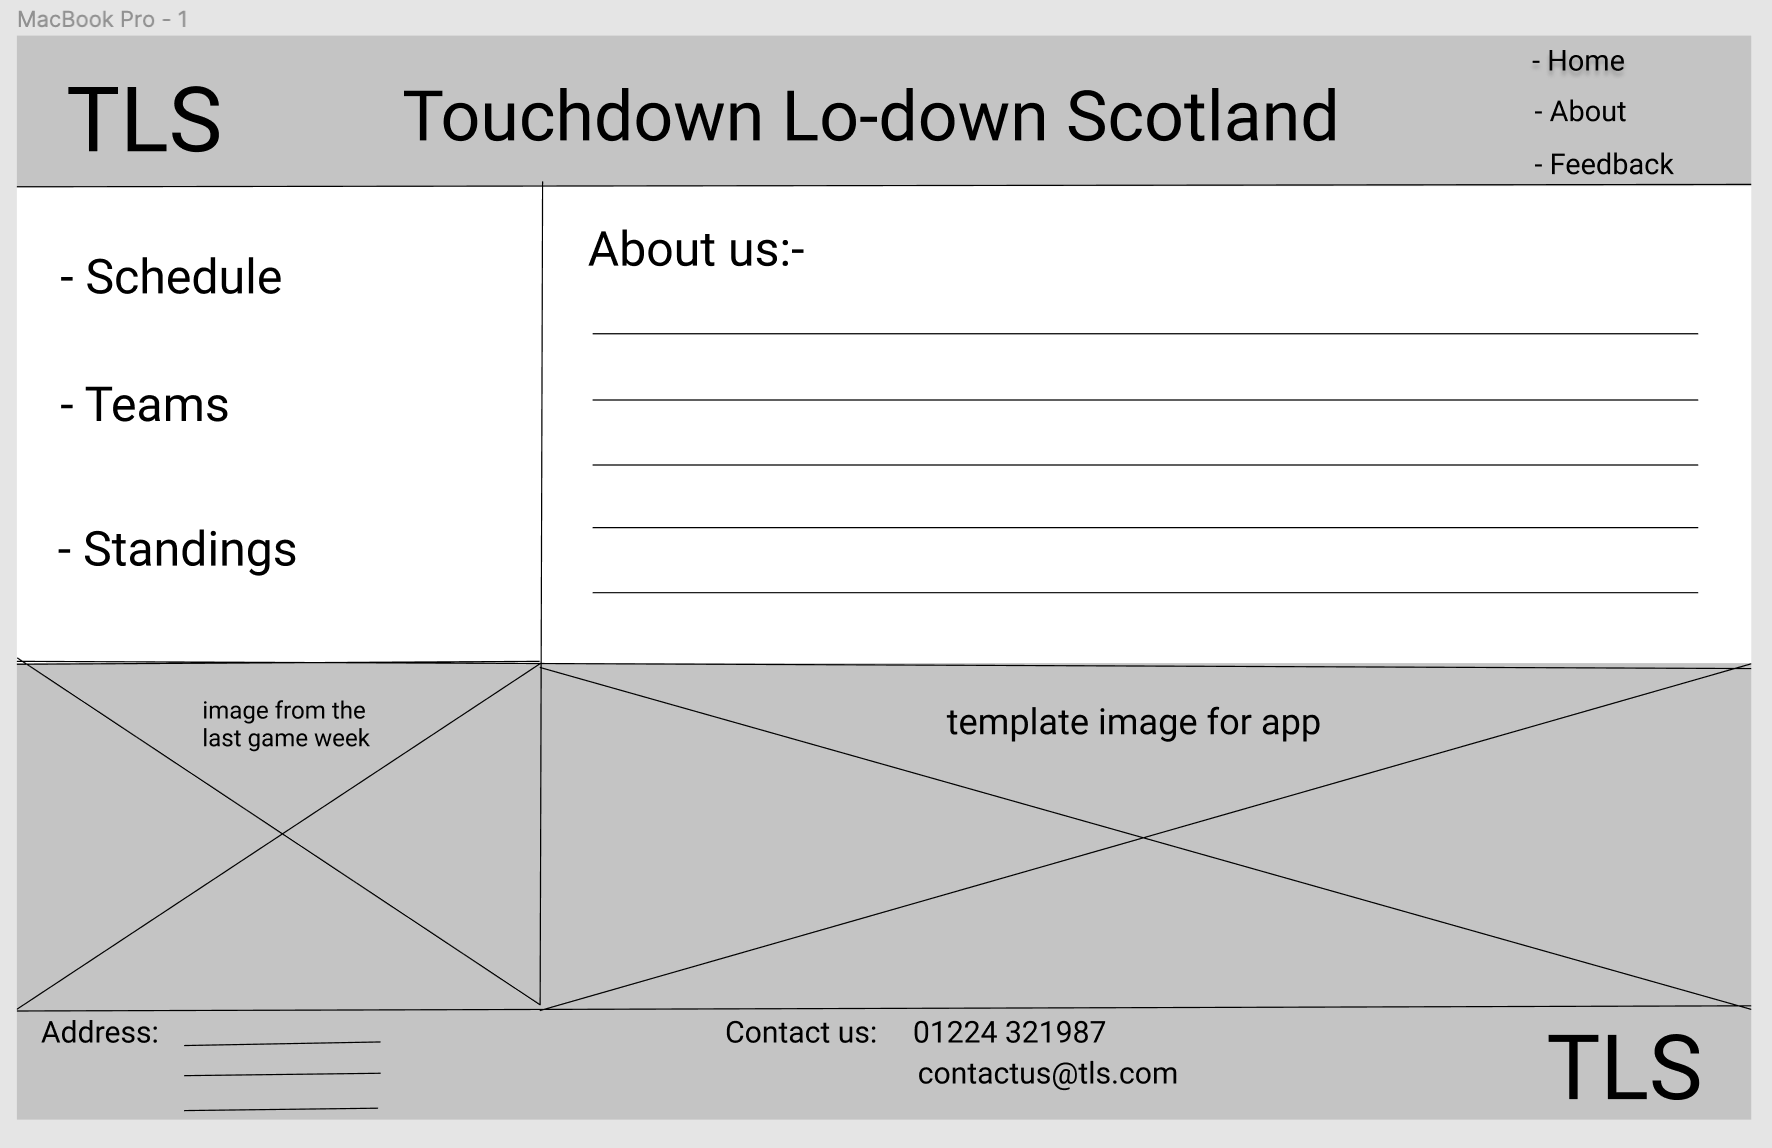 MacBook Pro - 1
TLS
Touchdown Lo-down Scotland
- Home
- About
- Feedback
- Schedule
- Teams
- Standings
About us:-
image from the
last game week
template image for app
Address:
Contact us: 01224 321987
contactus@tls.com
TLS